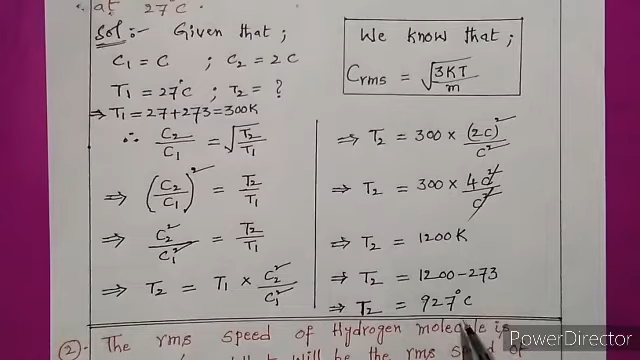 at 27°C.
Sol:- Given that;
C₁ = C ; C₂ = 2C
T₁ = 27°C ; T₂ = ?
⇒ T₁ = 27+273 = 300K
∴ C₂/C₁ = √(T₂/T₁)
⇒ (C₂/C₁)² = T₂/T₁
⇒ C₂²/C₁² = T₂/T₁
⇒ T₂ = T₁ × C₂²/C₁²
We know that;
Crms = √(3KT/m)
⇒ T₂ = 300 × (2C)²/C²
⇒ T₂ = 300 × 4C²/C²
⇒ T₂ = 1200K
⇒ T₂ = 1200-273
⇒ T₂ = 927°C
② The rms speed of Hydrogen molecule is
will be the rms speed of
PowerDirector